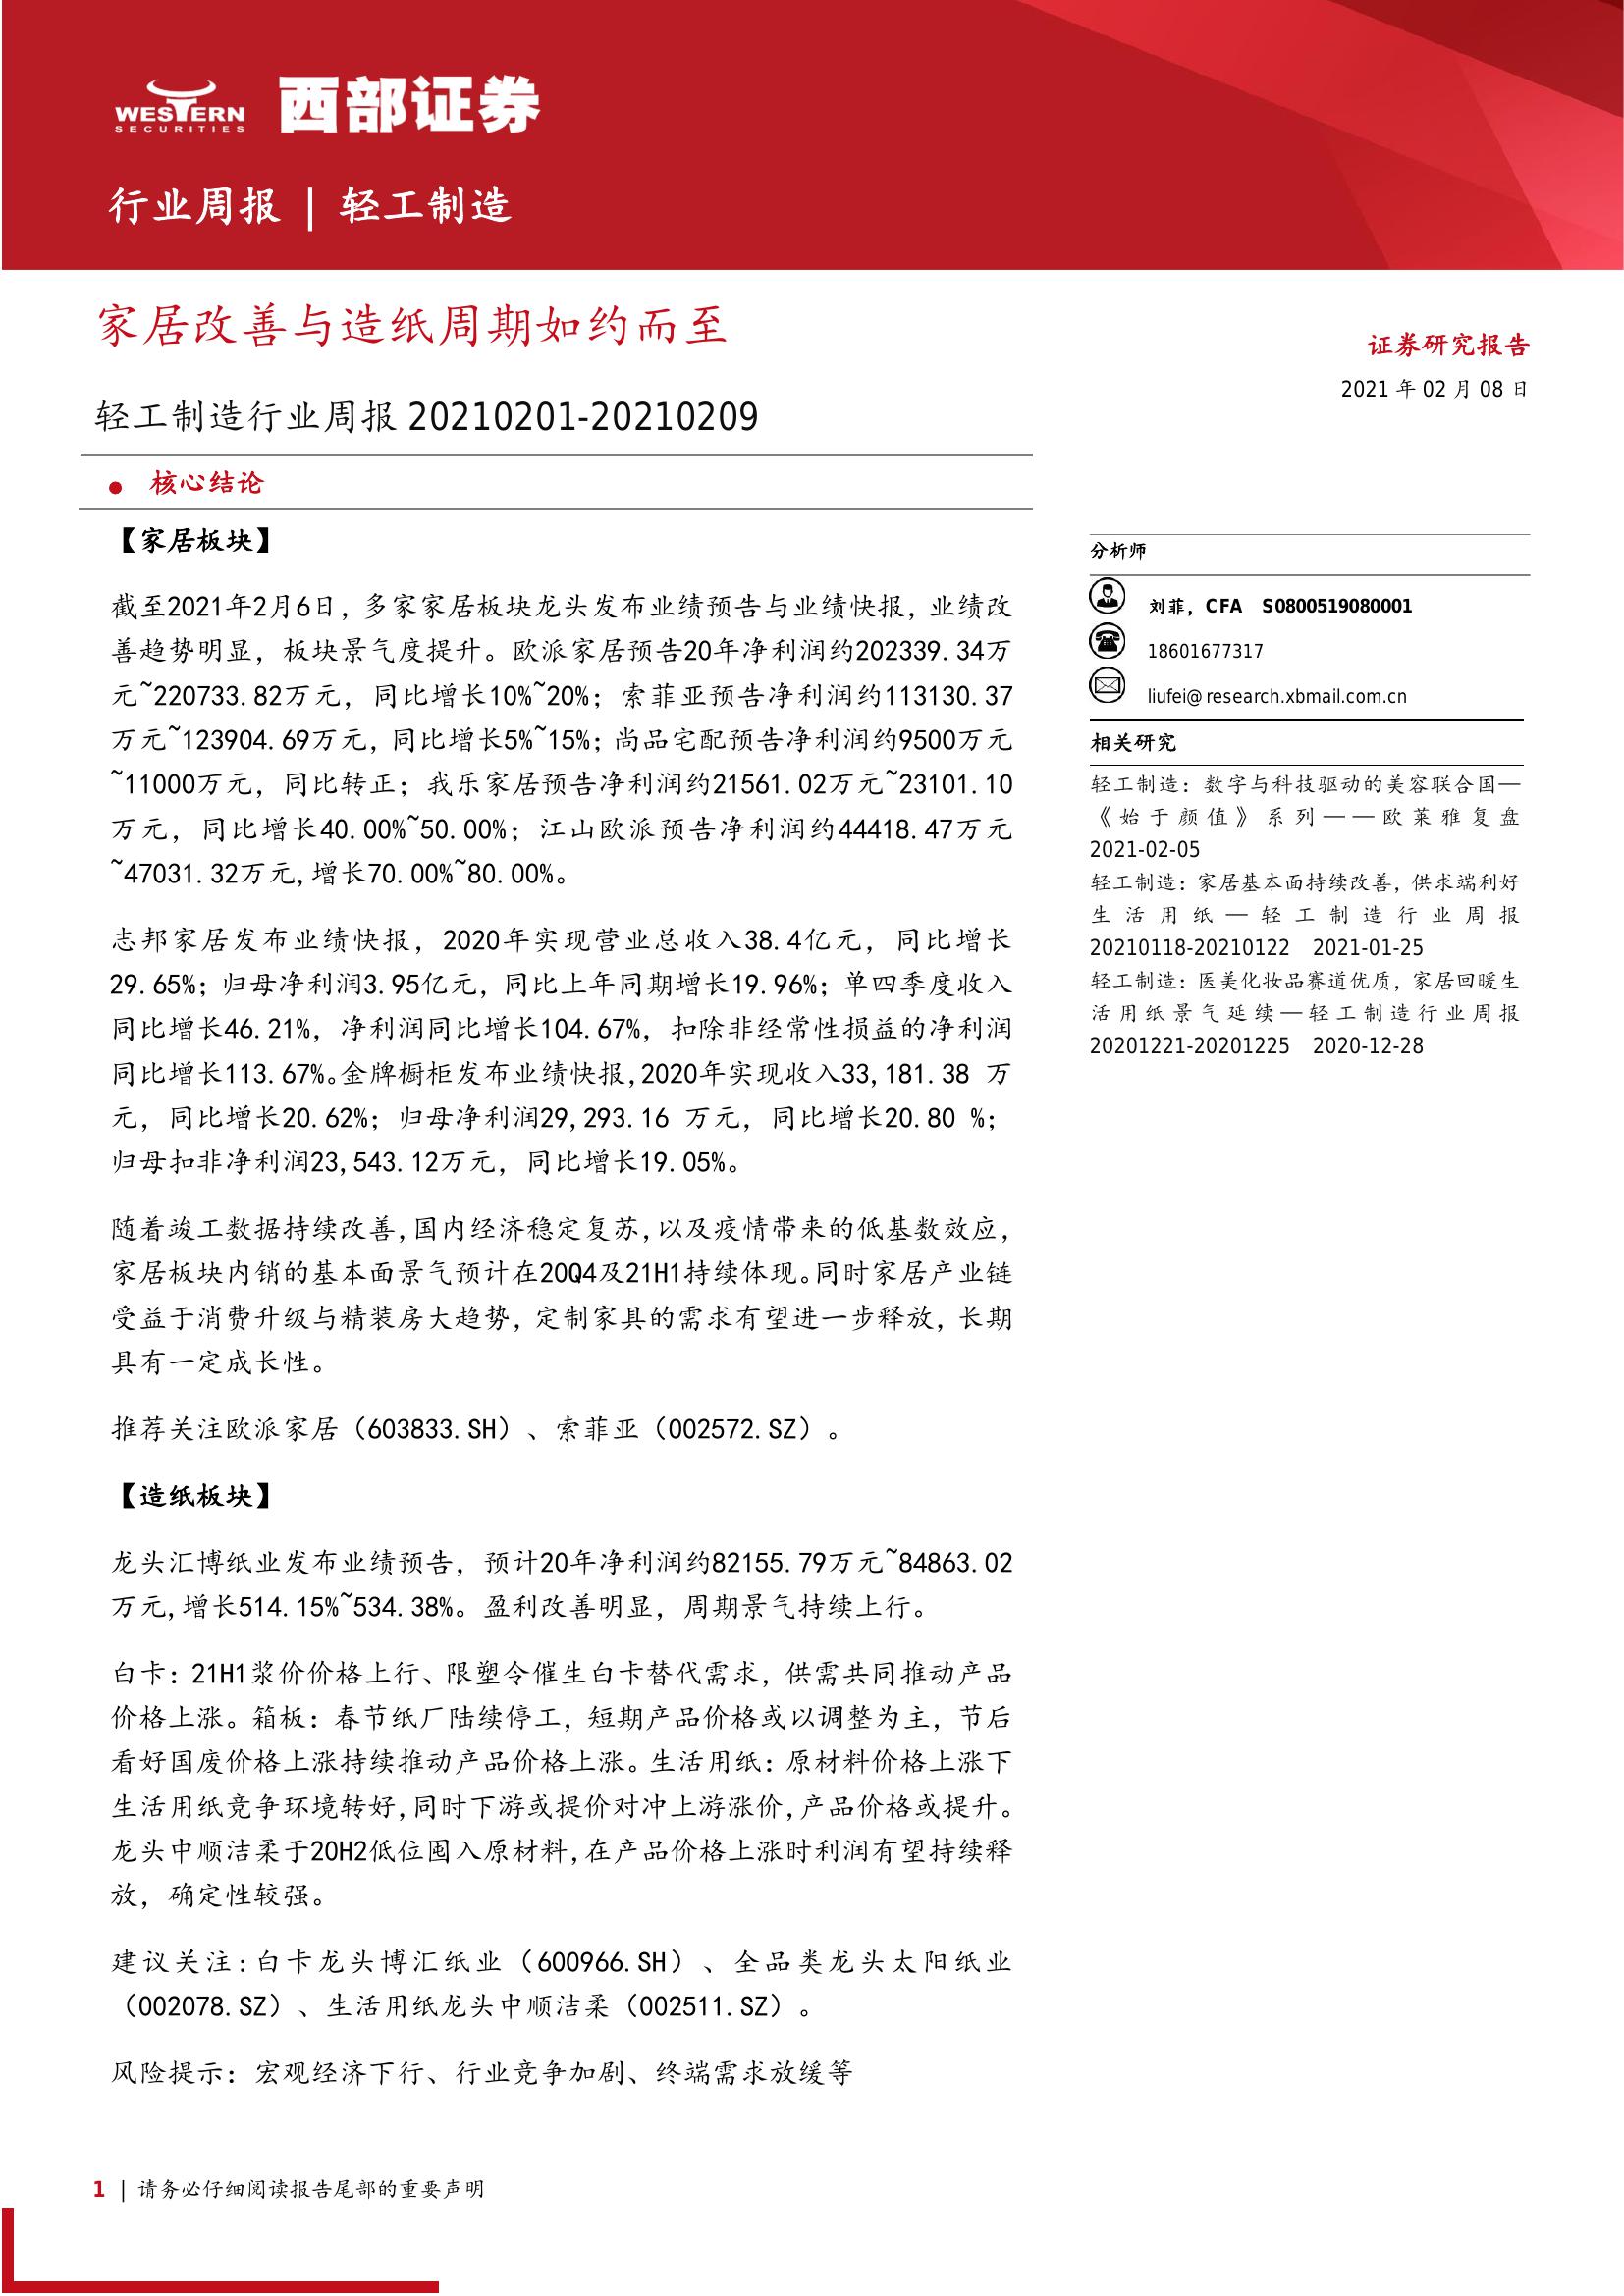 WESTERN
SECURITIES
西部证券
行业周报 | 轻工制造
家居改善与造纸周期如约而至
轻工制造行业周报 20210201-20210209
● 核心结论
【家居板块】
截至2021年2月6日，多家家居板块龙头发布业绩预告与业绩快报，业绩改
善趋势明显，板块景气度提升。欧派家居预告20年净利润约202339.34万
元~220733.82万元，同比增长10%~20%；索菲亚预告净利润约113130.37
万元~123904.69万元，同比增长5%~15%；尚品宅配预告净利润约9500万元
~11000万元，同比转正；我乐家居预告净利润约21561.02万元~23101.10
万元，同比增长40.00%~50.00%；江山欧派预告净利润约44418.47万元
~47031.32万元,增长70.00%~80.00%。
志邦家居发布业绩快报，2020年实现营业总收入38.4亿元，同比增长
29.65%；归母净利润3.95亿元，同比上年同期增长19.96%；单四季度收入
同比增长46.21%，净利润同比增长104.67%，扣除非经常性损益的净利润
同比增长113.67%。金牌橱柜发布业绩快报,2020年实现收入33,181.38 万
元，同比增长20.62%；归母净利润29,293.16 万元，同比增长20.80 %；
归母扣非净利润23,543.12万元，同比增长19.05%。
随着竣工数据持续改善,国内经济稳定复苏,以及疫情带来的低基数效应，
家居板块内销的基本面景气预计在20Q4及21H1持续体现。同时家居产业链
受益于消费升级与精装房大趋势，定制家具的需求有望进一步释放，长期
具有一定成长性。
推荐关注欧派家居（603833.SH）、索菲亚（002572.SZ）。
【造纸板块】
龙头汇博纸业发布业绩预告，预计20年净利润约82155.79万元~84863.02
万元,增长514.15%~534.38%。盈利改善明显，周期景气持续上行。
白卡：21H1浆价价格上行、限塑令催生白卡替代需求，供需共同推动产品
价格上涨。箱板：春节纸厂陆续停工，短期产品价格或以调整为主，节后
看好国废价格上涨持续推动产品价格上涨。生活用纸：原材料价格上涨下
生活用纸竞争环境转好,同时下游或提价对冲上游涨价,产品价格或提升。
龙头中顺洁柔于20H2低位囤入原材料,在产品价格上涨时利润有望持续释
放，确定性较强。
建议关注:白卡龙头博汇纸业（600966.SH）、全品类龙头太阳纸业
（002078.SZ）、生活用纸龙头中顺洁柔（002511.SZ）。
风险提示：宏观经济下行、行业竞争加剧、终端需求放缓等
证券研究报告
2021 年 02 月 08 日
分析师
刘菲，CFA S0800519080001
18601677317
liufei@research.xbmail.com.cn
相关研究
轻工制造：数字与科技驱动的美容联合国—
《始于颜值》系列——欧莱雅复盘
2021-02-05
轻工制造：家居基本面持续改善，供求端利好
生活用纸—轻工制造行业周报
20210118-20210122 2021-01-25
轻工制造：医美化妆品赛道优质，家居回暖生
活用纸景气延续—轻工制造行业周报
20201221-20201225 2020-12-28
1 | 请务必仔细阅读报告尾部的重要声明